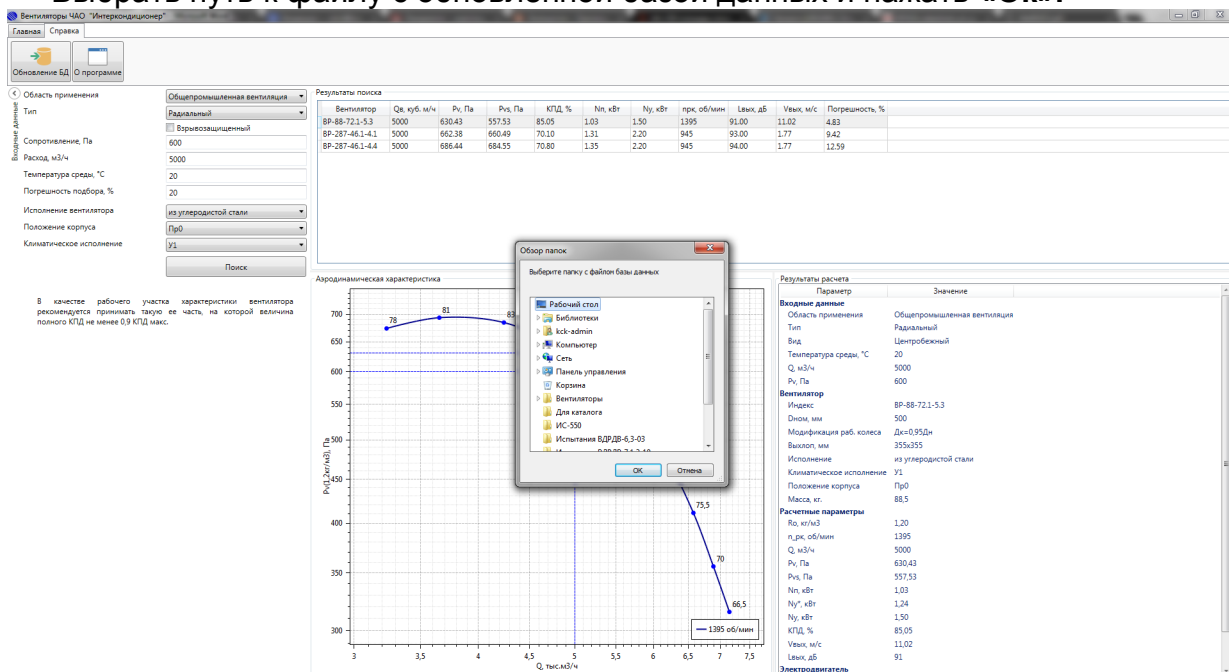 Выбрать путь к файлу с обновленной базой данных и нажать «Ок».
Вентиляторы ЧАО "Интеркондиционер"
Главная Справка
Обновление БД О программе
Входные данные
Область применения Общепромышленная вентиляция
Тип Радиальный
Взрывозащищенный
Сопротивление, Па 600
Расход, м3/ч 5000
Температура среды, °С 20
Погрешность подбора, % 20
Исполнение вентилятора из углеродистой стали
Положение корпуса Пр0
Климатическое исполнение У1
Поиск
В качестве рабочего участка характеристики вентилятора
рекомендуется принимать такую ее часть, на которой величина
полного КПД не менее 0,9 КПД макс.
Результаты поиска
Вентилятор Qв, куб. м/ч Pv, Па Pvs, Па КПД, % Nп, кВт Ny, кВт nрк, об/мин Lвых, дБ Vвых, м/с Погрешность, %
ВР-88-72.1-5.3 5000 630.43 557.53 85.05 1.03 1.50 1395 91.00 11.02 4.83
ВР-287-46.1-4.1 5000 662.38 660.49 70.10 1.31 2.20 945 93.00 1.77 9.42
ВР-287-46.1-4.4 5000 686.44 684.55 70.80 1.35 2.20 945 94.00 1.77 12.59
Аэродинамическая характеристика
Pv(1,2кг/м3), Па
700
650
600
550
500
450
400
350
300
78
81
83
75,5
70
66,5
1395 об/мин
3 3,5 4 4,5 5 5,5 6 6,5 7 7,5
Q, тыс.м3/ч
Обзор папок
Выберите папку с файлом базы данных
Рабочий стол
Библиотеки
kck-admin
Компьютер
Сеть
Панель управления
Корзина
Вентиляторы
Для каталога
ИС-550
Испытания ВДРДВ-6,3-03
OK Отмена
Результаты расчета
Параметр Значение
Входные данные
Область применения Общепромышленная вентиляция
Тип Радиальный
Вид Центробежный
Температура среды, °С 20
Q, м3/ч 5000
Pv, Па 600
Вентилятор
Индекс ВР-88-72.1-5.3
Dном, мм 500
Модификация раб. колеса Дк=0,95Дн
Выхлоп, мм 355x355
Исполнение из углеродистой стали
Климатическое исполнение У1
Положение корпуса Пр0
Масса, кг. 88,5
Расчетные параметры
Ro, кг/м3 1,20
n_рк, об/мин 1395
Q, м3/ч 5000
Pv, Па 630,43
Pvs, Па 557,53
Nп, кВт 1,03
Ny*, кВт 1,24
Ny, кВт 1,50
КПД, % 85,05
Vвых, м/с 11,02
Lвых, дБ 91
Электродвигатель